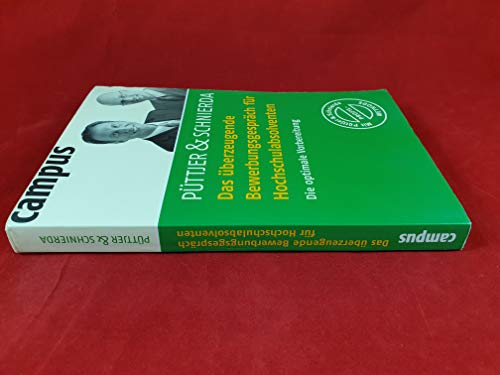 campus
PÜTTJER & SCHNIERDA
Das überzeugende
Bewerbungsgespräch für
Hochschulabsolventen
Die optimale Vorbereitung
PÜTTJER & SCHNIERDA
Das überzeugende Bewerbungsgespräch
für Hochschulabsolventen
campus